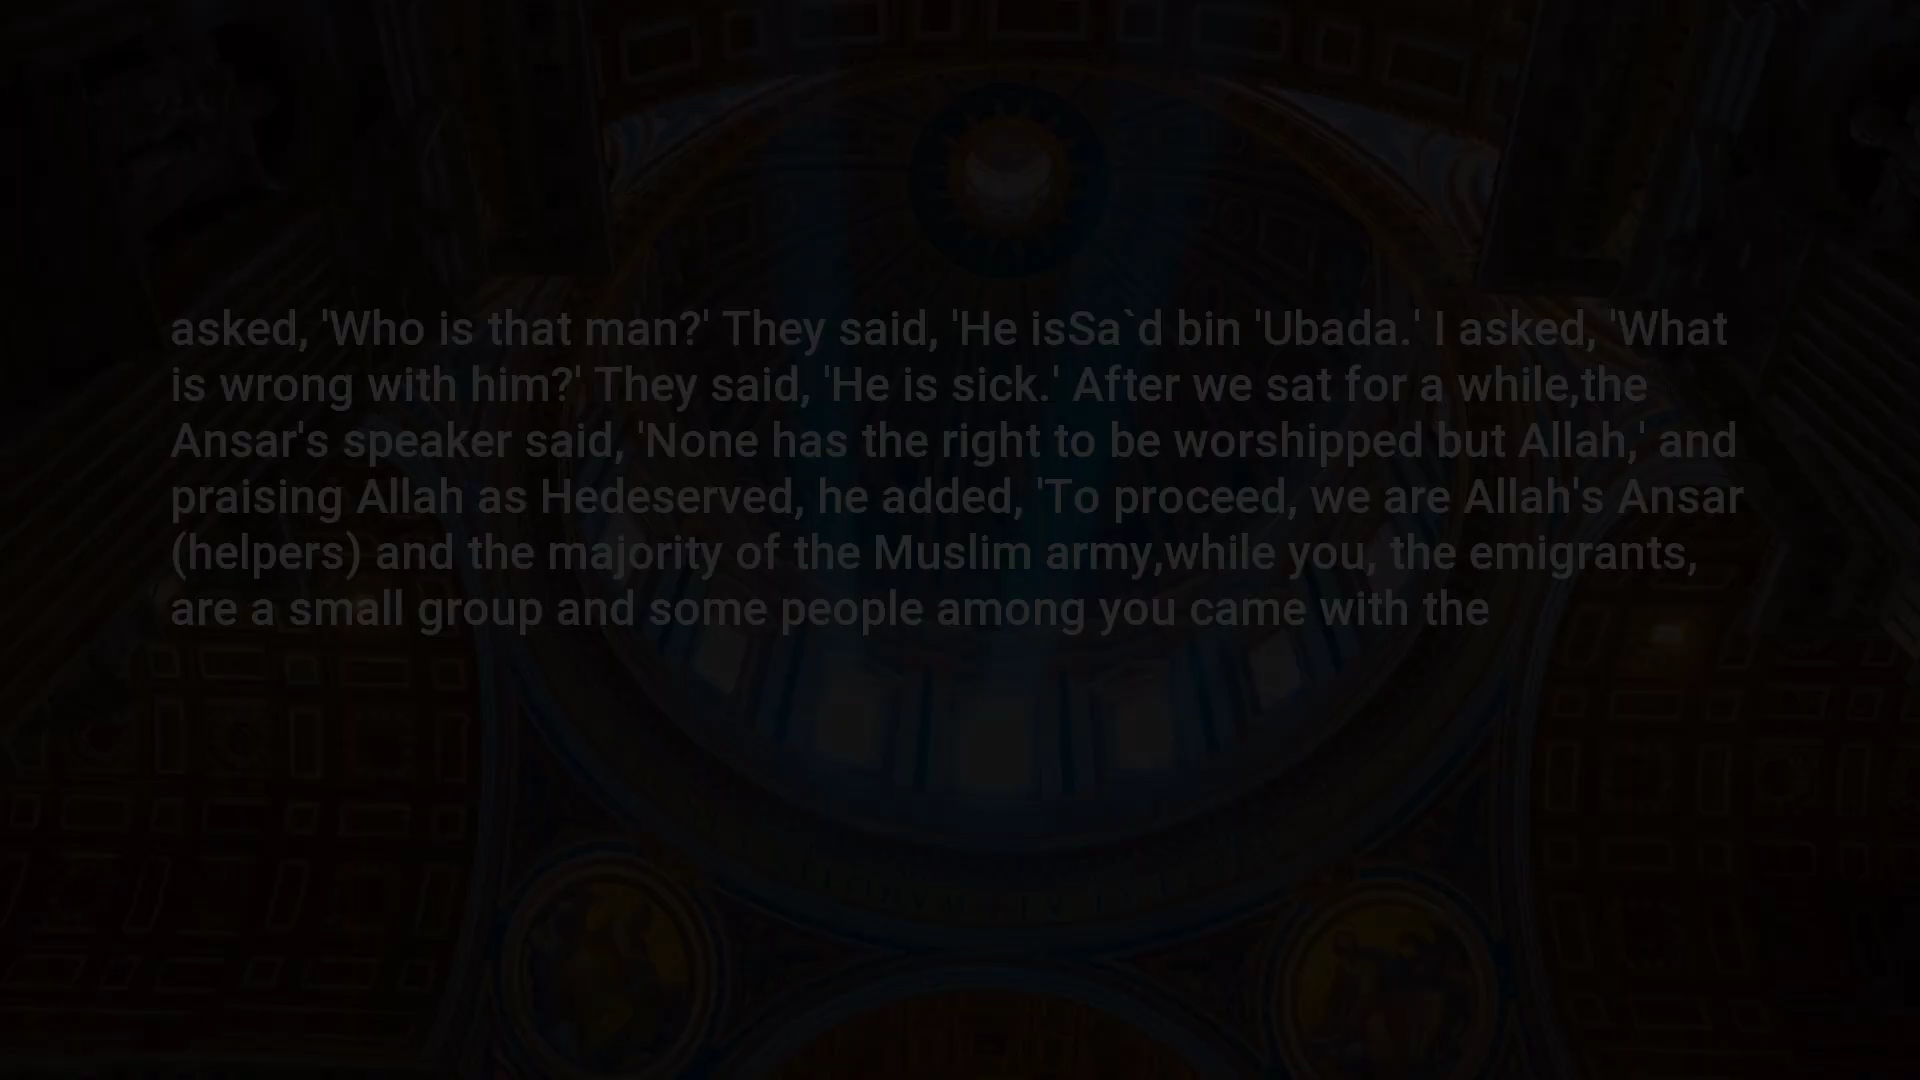 asked, 'Who is that man?' They said, 'He isSa`d bin 'Ubada.' I asked, 'What
is wrong with him?' They said, 'He is sick.' After we sat for a while,the
Ansar's speaker said, 'None has the right to be worshipped but Allah,' and
praising Allah as Hedeserved, he added, 'To proceed, we are Allah's Ansar
(helpers) and the majority of the Muslim army,while you, the emigrants,
are a small group and some people among you came with the